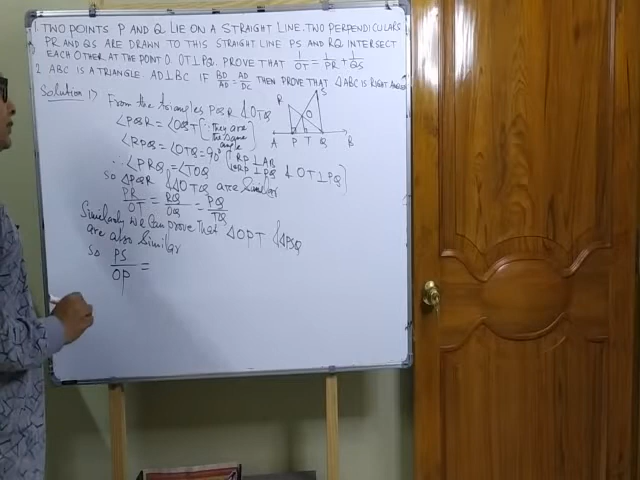 1. TWO POINTS P AND Q LIE ON A STRAIGHT LINE. TWO PERPENDICULARS
PR AND QS ARE DRAWN TO THIS STRAIGHT LINE PS AND RQ INTERSECT
EACH OTHER. AT THE POINT O. OT⊥PQ. PROVE THAT 1/OT = 1/PR + 1/QS
2. ABC IS A TRIANGLE AD⊥BC IF BD/AD = AD/DC THEN PROVE THAT ΔABC IS RIGHT ANGLED
Solution 1) From the triangles PQR & OTQ
∠PQR = ∠OQT [∵ they are the same angle]
∠RPQ = ∠OTQ = 90° [RP⊥AB or RP⊥PQ & OT⊥PQ]
∴ ∠PRQ = ∠TOQ
so ΔPQR & ΔOTQ are similar
PR/OT = RQ/OQ = PQ/TQ
Similarly we can prove that ΔOPT & ΔPSQ
are also similar
So PS/OP =
R
S
O
A P T Q B